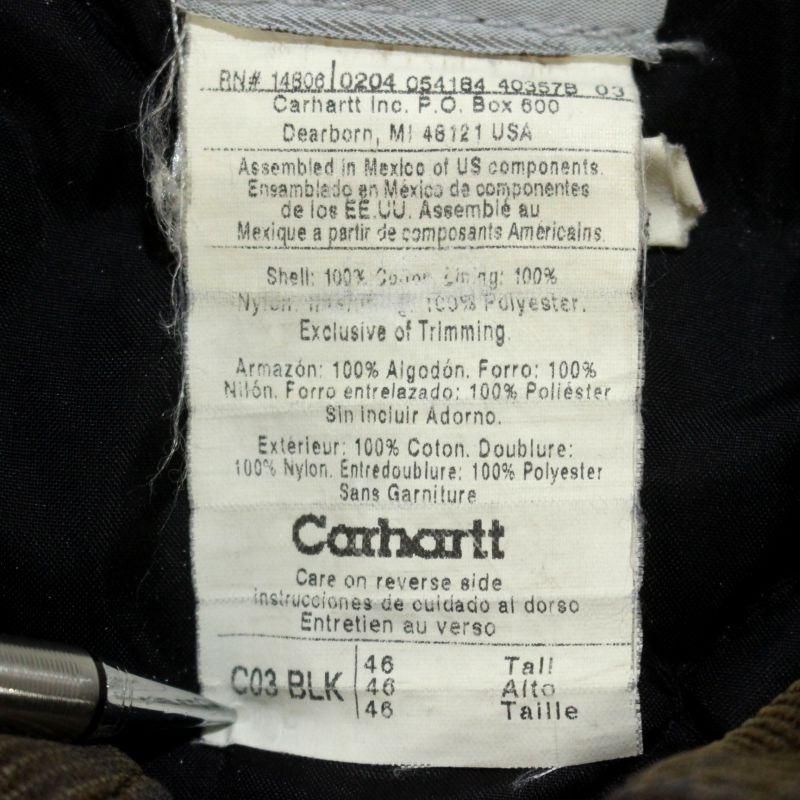 RN# 14806 0204 054184 40357B 03
Carhartt Inc. P.O. Box 600
Dearborn, MI 48121 USA
Assembled in Mexico of US components.
Ensamblado en México de componentes
de los EE.UU. Assemblé au
Mexique a partir de composants Américains.
Shell: 100% Cotton. Lining: 100%
Nylon. 100% Polyester.
Exclusive of Trimming.
Armazón: 100% Algodón. Forro: 100%
Nilón. Forro entrelazado: 100% Poliéster
Sin Incluir Adorno.
Extérieur: 100% Coton. Doublure:
100% Nylon. Entredoublure: 100% Polyester
Sans Garniture
Carhartt
Care on reverse side
instrucciones de cuidado al dorso
Entretien au verso
C03 BLK
46 Tall
46 Alto
46 Taille